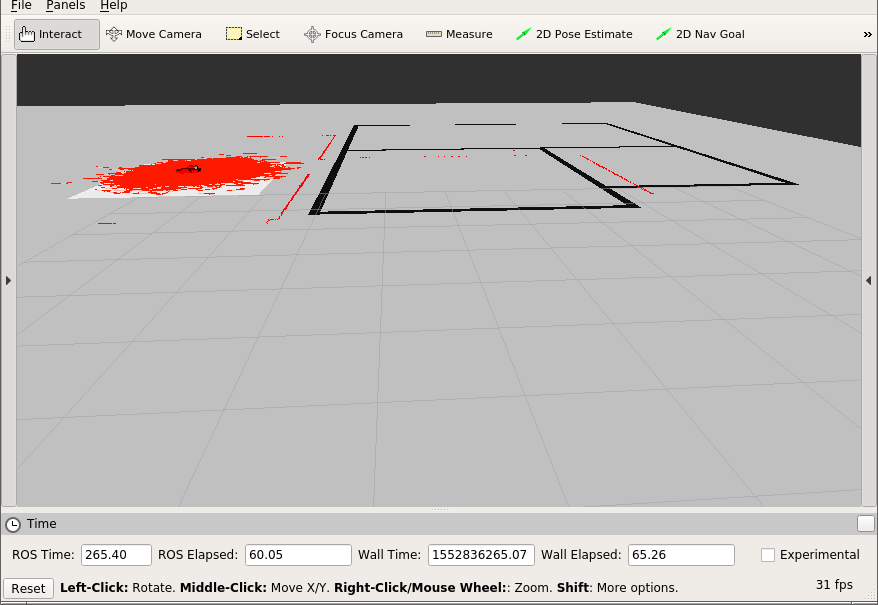 File Panels Help
Interact Move Camera Select Focus Camera Measure 2D Pose Estimate 2D Nav Goal »
Time
ROS Time: 265.40 ROS Elapsed: 60.05 Wall Time: 1552836265.07 Wall Elapsed: 65.26 Experimental
Reset Left-Click: Rotate. Middle-Click: Move X/Y. Right-Click/Mouse Wheel:: Zoom. Shift: More options. 31 fps